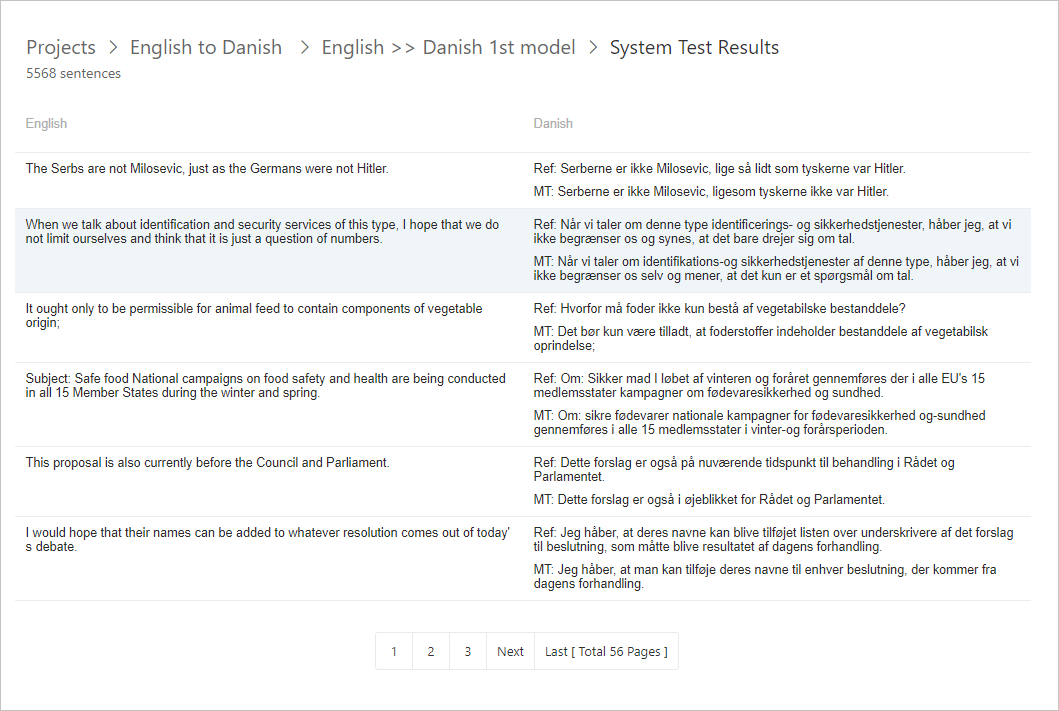 Projects > English to Danish > English >> Danish 1st model > System Test Results
5568 sentences
English
Danish
The Serbs are not Milosevic, just as the Germans were not Hitler.
Ref: Serberne er ikke Milosevic, lige så lidt som tyskerne var Hitler.
MT: Serberne er ikke Milosevic, ligesom tyskerne ikke var Hitler.
When we talk about identification and security services of this type, I hope that we do
not limit ourselves and think that it is just a question of numbers.
Ref: Når vi taler om denne type identificerings- og sikkerhedstjenester, håber jeg, at vi
ikke begrænser os og synes, at det bare drejer sig om tal.
MT: Når vi taler om identifikations-og sikkerhedstjenester af denne type, håber jeg, at vi
ikke begrænser os selv og mener, at det kun er et spørgsmål om tal.
It ought only to be permissible for animal feed to contain components of vegetable
origin;
Ref: Hvorfor må foder ikke kun bestå af vegetabilske bestanddele?
MT: Det bør kun være tilladt, at foderstoffer indeholder bestanddele af vegetabilsk
oprindelse;
Subject: Safe food National campaigns on food safety and health are being conducted
in all 15 Member States during the winter and spring.
Ref: Om: Sikker mad I løbet af vinteren og foråret gennemføres der i alle EU's 15
medlemsstater kampagner om fødevaresikkerhed og sundhed.
MT: Om: sikre fødevarer nationale kampagner for fødevaresikkerhed og-sundhed
gennemføres i alle 15 medlemsstater i vinter-og forårsperioden.
This proposal is also currently before the Council and Parliament.
Ref: Dette forslag er også på nuværende tidspunkt til behandling i Rådet og
Parlamentet.
MT: Dette forslag er også i øjeblikket for Rådet og Parlamentet.
I would hope that their names can be added to whatever resolution comes out of today'
s debate.
Ref: Jeg håber, at deres navne kan blive tilføjet listen over underskrivere af det forslag
til beslutning, som måtte blive resultatet af dagens forhandling.
MT: Jeg håber, at man kan tilføje deres navne til enhver beslutning, der kommer fra
dagens forhandling.
1 2 3 Next Last [ Total 56 Pages ]